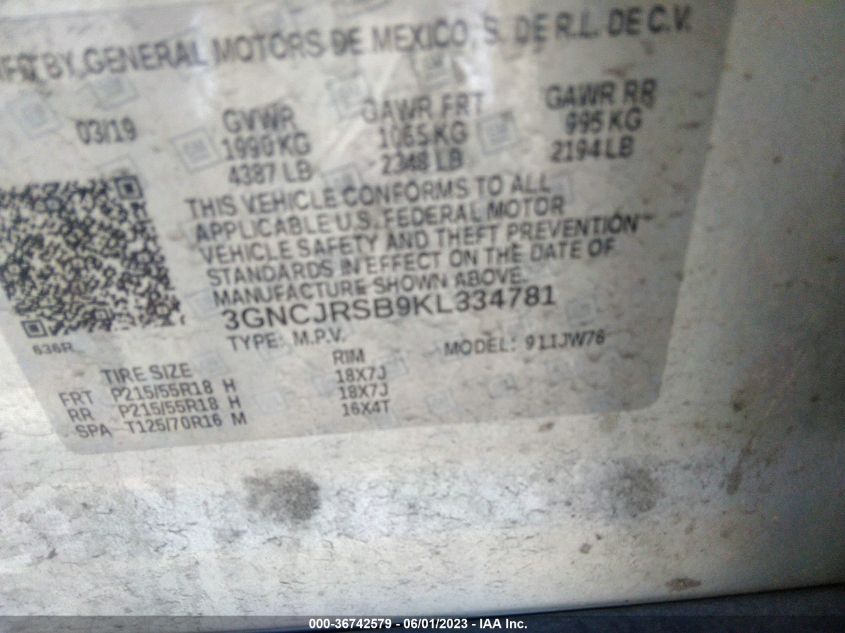 MFG BY GENERAL MOTORS DE MEXICO, S. DE R.L. DE C.V.
03/19 GVWR GAWR FRT GAWR RR
1990 KG 1065 KG 995 KG
4387 LB 2348 LB 2194 LB
THIS VEHICLE CONFORMS TO ALL
APPLICABLE U.S. FEDERAL MOTOR
VEHICLE SAFETY AND THEFT PREVENTION
STANDARDS IN EFFECT ON THE DATE OF
MANUFACTURE SHOWN ABOVE.
3GNCJRSB9KL334781
636R TYPE: M.P.V. MODEL: 911JW76
TIRE SIZE RIM
FRT P215/55R18 H 18X7J
RR P215/55R18 H 18X7J
SPA T125/70R16 M 16X4T
000-36742579 - 06/01/2023 - IAA Inc.